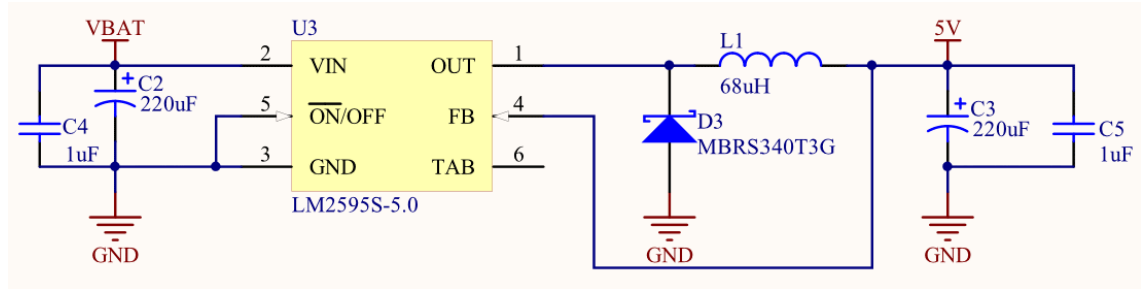 VBAT
U3
L1
5V
2
VIN
OUT
1
C2
220uF
68uH
C3
220uF
5
ON/OFF
FB
4
D3
MBRS340T3G
C4
1uF
C5
1uF
3
GND
TAB
6
LM2595S-5.0
GND
GND
GND